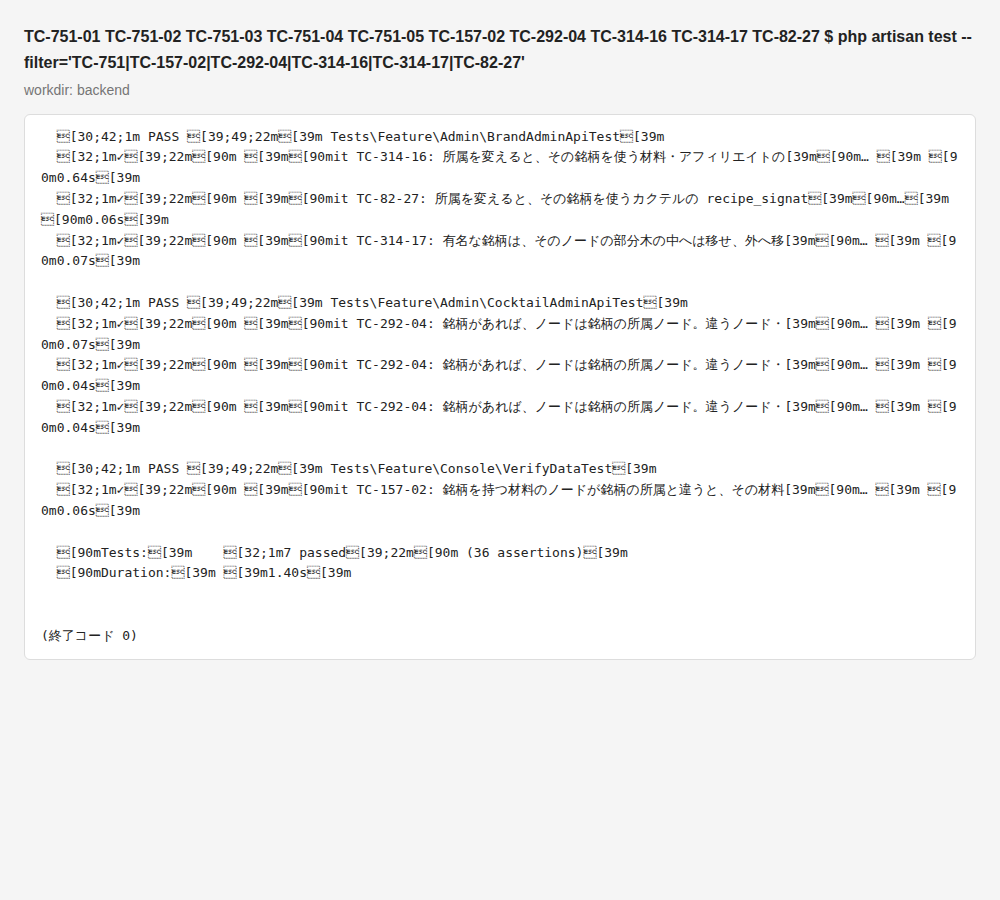 TC-751-01 TC-751-02 TC-751-03 TC-751-04 TC-751-05 TC-157-02 TC-292-04 TC-314-16 TC-314-17 TC-82-27 $ php artisan test --
filter='TC-751|TC-157-02|TC-292-04|TC-314-16|TC-314-17|TC-82-27'
workdir: backend
␛[30;42;1m PASS ␛[39;49;22m␛[39m Tests\Feature\Admin\BrandAdminApiTest␛[39m
␛[32;1m✓␛[39;22m␛[90m ␛[39m␛[90mit TC-314-16: 所属を変えると、その銘柄を使う材料・アフィリエイトの[39m␛[90m… ␛[39m ␛[9
0m0.64s␛[39m
␛[32;1m✓␛[39;22m␛[90m ␛[39m␛[90mit TC-82-27: 所属を変えると、その銘柄を使うカクテルの recipe_signat␛[39m␛[90m…␛[39m
␛[90m0.06s␛[39m
␛[32;1m✓␛[39;22m␛[90m ␛[39m␛[90mit TC-314-17: 有名な銘柄は、そのノードの部分木の中へは移せ、外へ移[39m␛[90m… ␛[39m ␛[9
0m0.07s␛[39m
␛[30;42;1m PASS ␛[39;49;22m␛[39m Tests\Feature\Admin\CocktailAdminApiTest␛[39m
␛[32;1m✓␛[39;22m␛[90m ␛[39m␛[90mit TC-292-04: 銘柄があれば、ノードは銘柄の所属ノード。違うノード・[39m␛[90m… ␛[39m ␛[9
0m0.07s␛[39m
␛[32;1m✓␛[39;22m␛[90m ␛[39m␛[90mit TC-292-04: 銘柄があれば、ノードは銘柄の所属ノード。違うノード・[39m␛[90m… ␛[39m ␛[9
0m0.04s␛[39m
␛[32;1m✓␛[39;22m␛[90m ␛[39m␛[90mit TC-292-04: 銘柄があれば、ノードは銘柄の所属ノード。違うノード・[39m␛[90m… ␛[39m ␛[9
0m0.04s␛[39m
␛[30;42;1m PASS ␛[39;49;22m␛[39m Tests\Feature\Console\VerifyDataTest␛[39m
␛[32;1m✓␛[39;22m␛[90m ␛[39m␛[90mit TC-157-02: 銘柄を持つ材料のノードが銘柄の所属と違うと、その材料[39m␛[90m… ␛[39m ␛[9
0m0.06s␛[39m
␛[90mTests:␛[39m    ␛[32;1m7 passed␛[39;22m␛[90m (36 assertions)␛[39m
␛[90mDuration:␛[39m ␛[39m1.40s␛[39m
(終了コード 0)